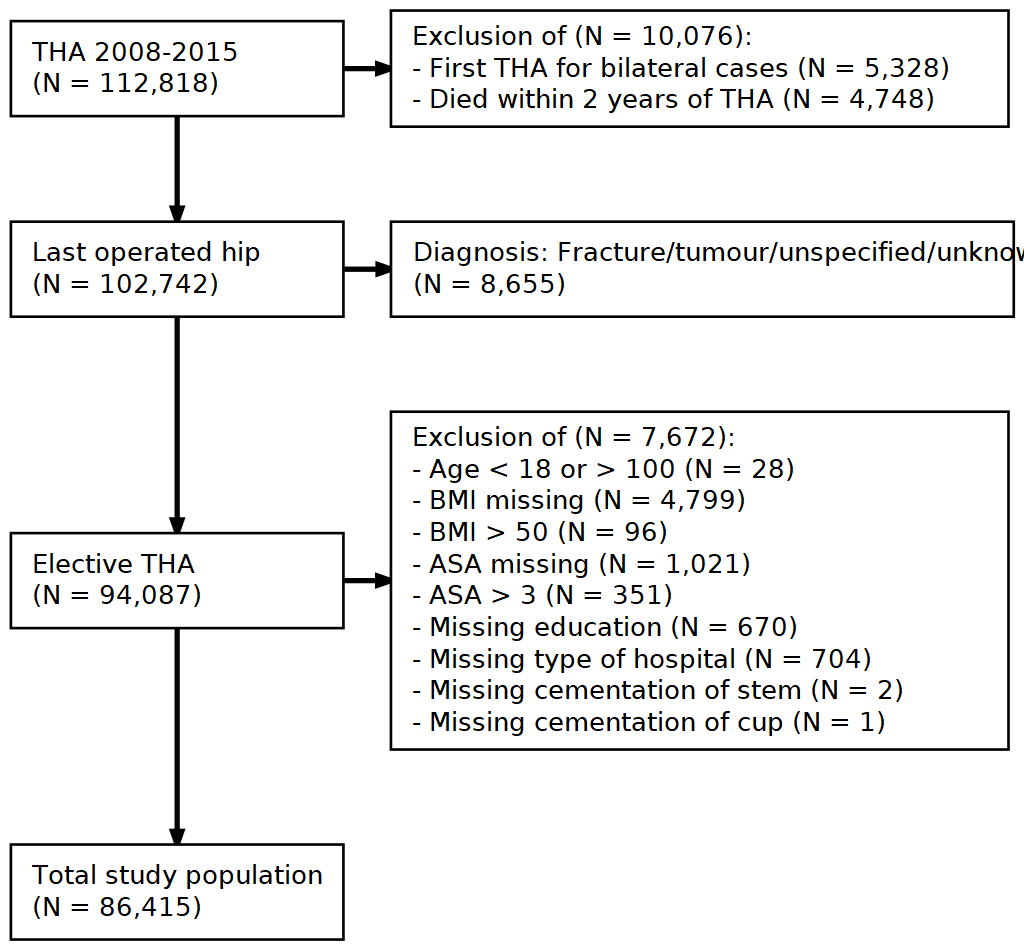 THA 2008-2015
(N = 112,818)
Exclusion of (N = 10,076):
- First THA for bilateral cases (N = 5,328)
- Died within 2 years of THA (N = 4,748)
Last operated hip
(N = 102,742)
Diagnosis: Fracture/tumour/unspecified/unknow
(N = 8,655)
Exclusion of (N = 7,672):
- Age < 18 or > 100 (N = 28)
- BMI missing (N = 4,799)
- BMI > 50 (N = 96)
- ASA missing (N = 1,021)
- ASA > 3 (N = 351)
- Missing education (N = 670)
- Missing type of hospital (N = 704)
- Missing cementation of stem (N = 2)
- Missing cementation of cup (N = 1)
Elective THA
(N = 94,087)
Total study population
(N = 86,415)